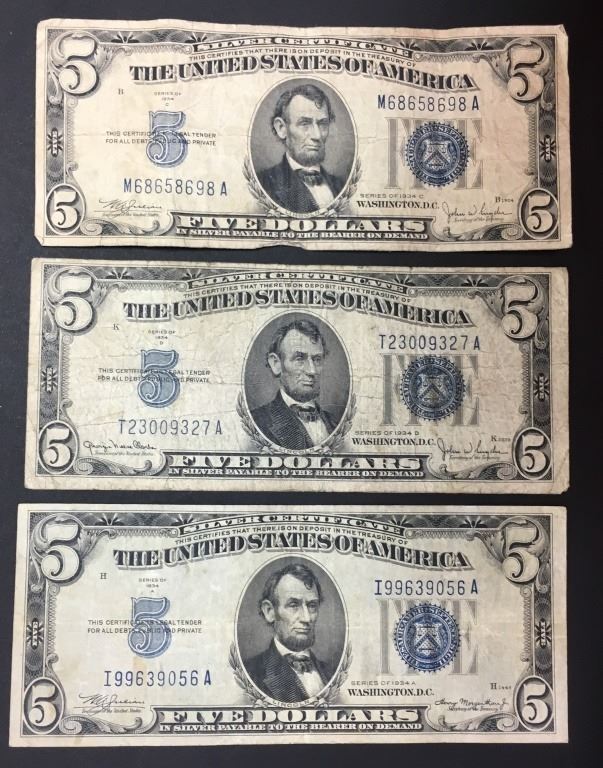 5 SILVER CERTIFICATE 5
THIS CERTIFIES THAT THERE IS ON DEPOSIT IN THE TREASURY OF
THE UNITED STATES OF AMERICA
B
SERIES OF
1934
C
M68658698 A
THIS CERTIFICATE IS LEGAL TENDER
FOR ALL DEBTS PUBLIC AND PRIVATE
5
FIVE
M68658698 A
SERIES OF 1934 C
WASHINGTON, D.C.
B
LINCOLN
5 FIVE DOLLARS 5
IN SILVER PAYABLE TO THE BEARER ON DEMAND
5 SILVER CERTIFICATE 5
THIS CERTIFIES THAT THERE IS ON DEPOSIT IN THE TREASURY OF
THE UNITED STATES OF AMERICA
K
SERIES OF
1934
D
T23009327 A
THIS CERTIFICATE IS LEGAL TENDER
FOR ALL DEBTS PUBLIC AND PRIVATE
5
FIVE
T23009327 A
SERIES OF 1934 D
WASHINGTON, D.C.
K
LINCOLN
5 FIVE DOLLARS 5
IN SILVER PAYABLE TO THE BEARER ON DEMAND
5 SILVER CERTIFICATE 5
THIS CERTIFIES THAT THERE IS ON DEPOSIT IN THE TREASURY OF
THE UNITED STATES OF AMERICA
H
SERIES OF
1934
A
I99639056 A
THIS CERTIFICATE IS LEGAL TENDER
FOR ALL DEBTS PUBLIC AND PRIVATE
5
FIVE
I99639056 A
SERIES OF 1934 A
WASHINGTON, D.C.
H
LINCOLN
5 FIVE DOLLARS 5
IN SILVER PAYABLE TO THE BEARER ON DEMAND